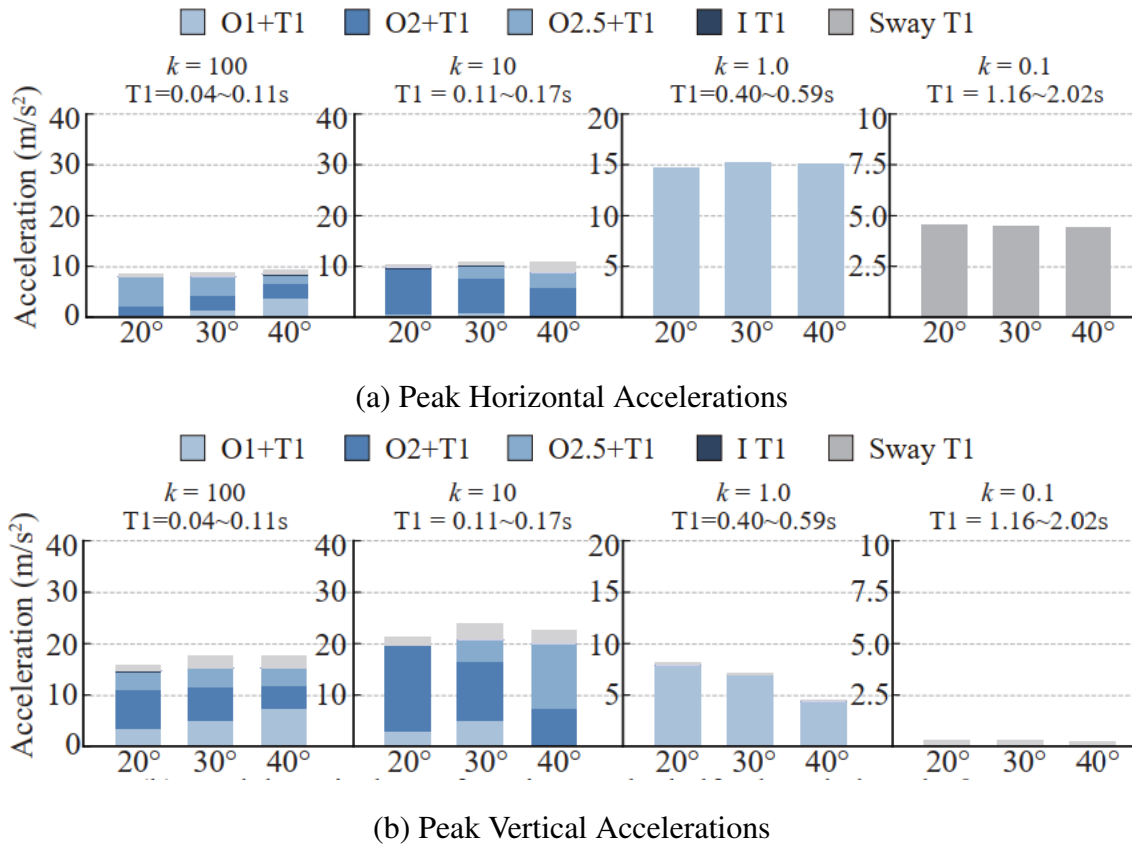 O1+T1 O2+T1 O2.5+T1 I T1 Sway T1
k = 100 k = 10 k = 1.0 k = 0.1
T1=0.04~0.11s T1 = 0.11~0.17s T1=0.40~0.59s T1 = 1.16~2.02s
Acceleration (m/s²)
40 40 20 10
30 30 15 7.5
20 20 10 5.0
10 10 5 2.5
0
20° 30° 40° 20° 30° 40° 20° 30° 40° 20° 30° 40°
(a) Peak Horizontal Accelerations
O1+T1 O2+T1 O2.5+T1 I T1 Sway T1
k = 100 k = 10 k = 1.0 k = 0.1
T1=0.04~0.11s T1 = 0.11~0.17s T1=0.40~0.59s T1 = 1.16~2.02s
Acceleration (m/s²)
40 40 20 10
30 30 15 7.5
20 20 10 5.0
10 10 5 2.5
0
20° 30° 40° 20° 30° 40° 20° 30° 40° 20° 30° 40°
(b) Peak Vertical Accelerations